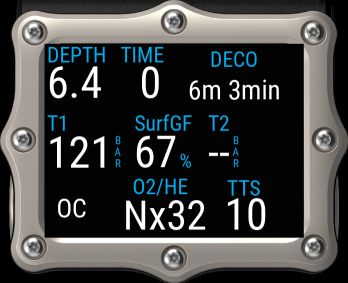 DEPTH TIME DECO
6.4 0 6m 3min
T1 SurfGF T2
121 BAR 67% -- BAR
O2/HE TTS
OC Nx32 10